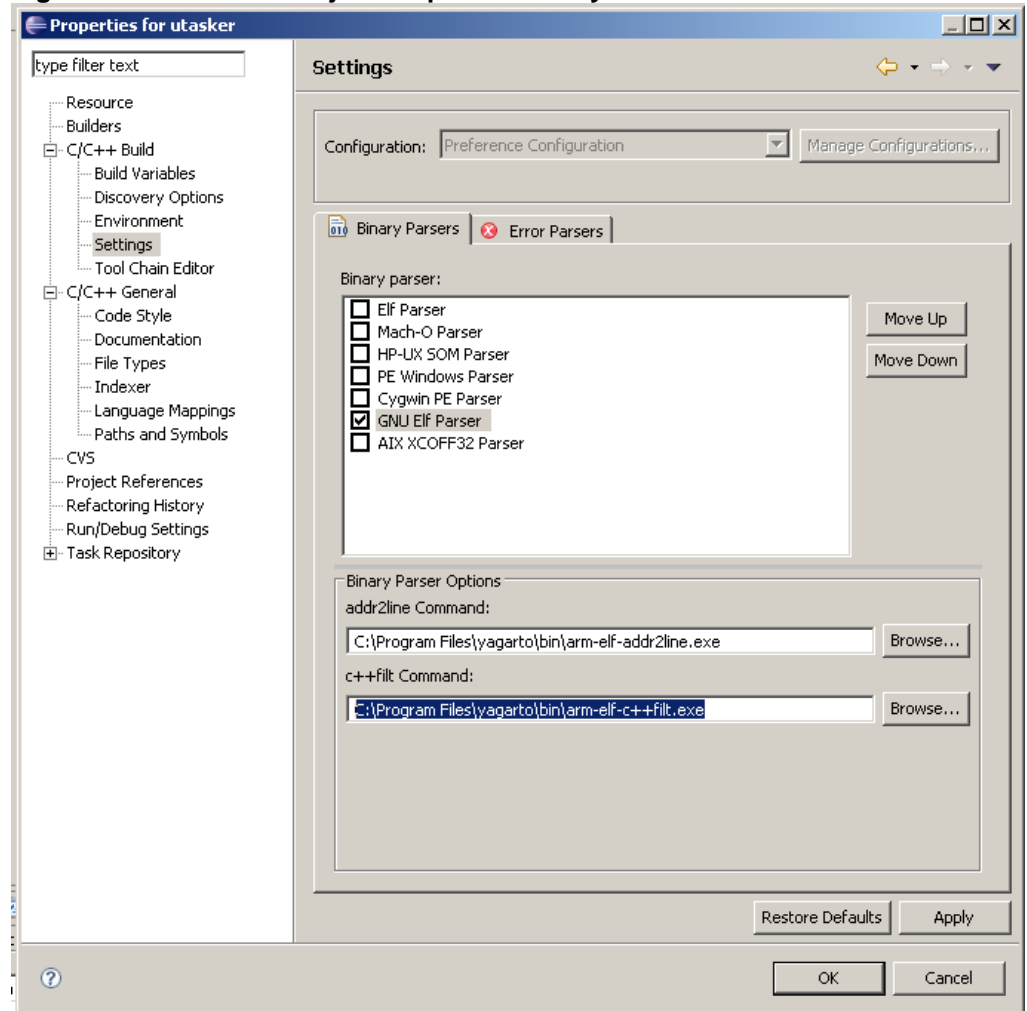 Properties for utasker
type filter text
Settings
Resource
Builders
C/C++ Build
Build Variables
Discovery Options
Environment
Settings
Tool Chain Editor
C/C++ General
Code Style
Documentation
File Types
Indexer
Language Mappings
Paths and Symbols
CVS
Project References
Refactoring History
Run/Debug Settings
Task Repository
Configuration: Preference Configuration Manage Configurations...
Binary Parsers Error Parsers
Binary parser:
Elf Parser
Mach-O Parser
HP-UX SOM Parser
PE Windows Parser
Cygwin PE Parser
GNU Elf Parser
AIX XCOFF32 Parser
Move Up
Move Down
Binary Parser Options
addr2line Command:
C:\Program Files\yagarto\bin\arm-elf-addr2line.exe Browse...
c++filt Command:
C:\Program Files\yagarto\bin\arm-elf-c++filt.exe Browse...
Restore Defaults Apply
OK Cancel